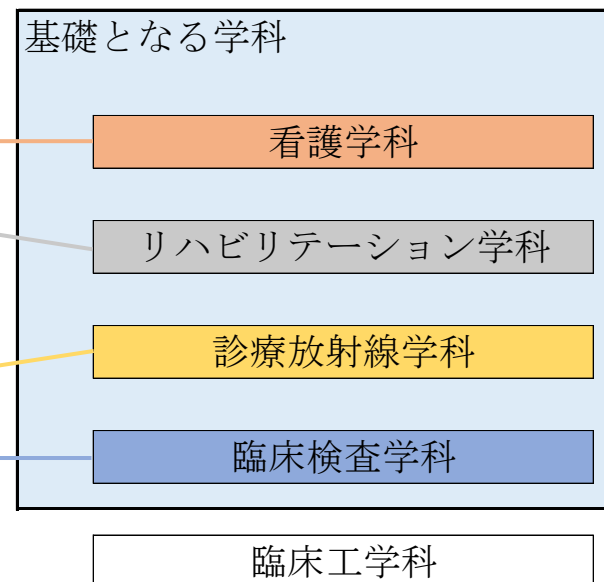 基礎となる学科
看護学科
リハビリテーション学科
診療放射線学科
臨床検査学科
臨床工学科